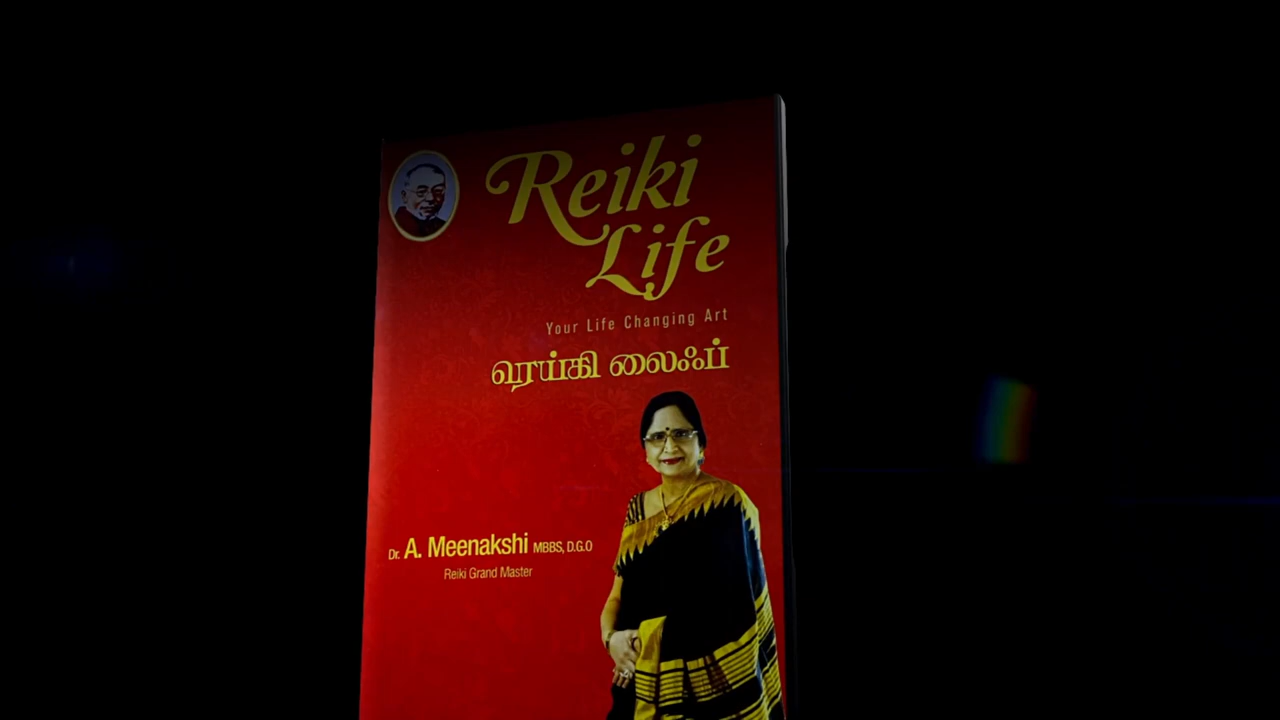 Reiki
Life
Your Life Changing Art
ரெய்கி லைஃப்
Dr. A. Meenakshi MBBS, D.G.O
Reiki Grand Master